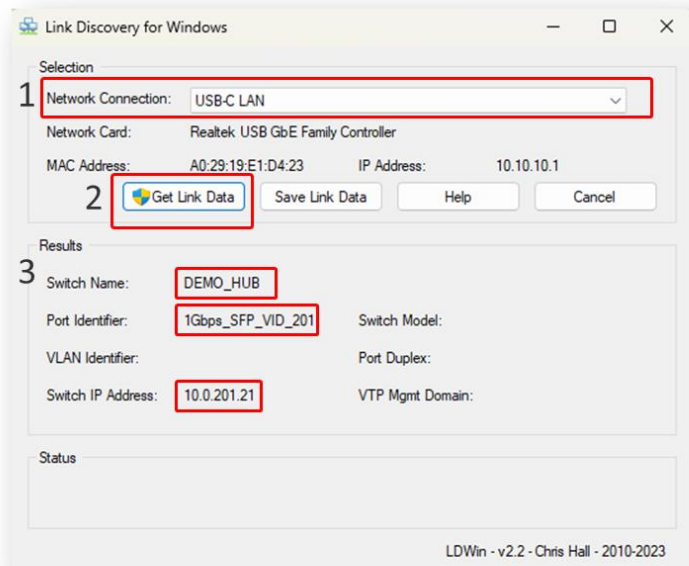 Link Discovery for Windows
Selection
1 Network Connection: USB-C LAN
Network Card: Realtek USB GbE Family Controller
MAC Address: A0:29:19:E1:D4:23 IP Address: 10.10.10.1
2 Get Link Data Save Link Data Help Cancel
Results
3 Switch Name: DEMO_HUB
Port Identifier: 1Gbps_SFP_VID_201 Switch Model:
VLAN Identifier: Port Duplex:
Switch IP Address: 10.0.201.21 VTP Mgmt Domain:
Status
LDWin - v2.2 - Chris Hall - 2010-2023